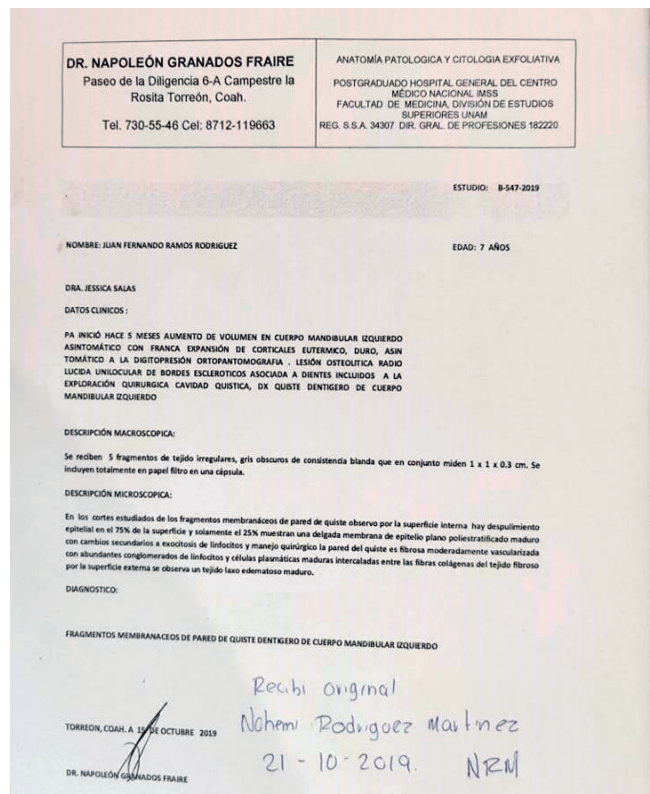 DR. NAPOLEÓN GRANADOS FRAIRE
Paseo de la Diligencia 6-A Campestre la
Rosita Torreón, Coah.
Tel. 730-55-46 Cel: 8712-119663
ANATOMÍA PATOLOGICA Y CITOLOGIA EXFOLIATIVA
POSTGRADUADO HOSPITAL GENERAL DEL CENTRO
MÉDICO NACIONAL IMSS
FACULTAD DE MEDICINA, DIVISIÓN DE ESTUDIOS
SUPERIORES UNAM
REG. S.S.A. 34307 DIR. GRAL. DE PROFESIONES 182220
ESTUDIO: B-547-2019
NOMBRE: JUAN FERNANDO RAMOS RODRIGUEZ
EDAD: 7 AÑOS
DRA. JESSICA SALAS
DATOS CLINICOS :
PA INICIÓ HACE 5 MESES AUMENTO DE VOLUMEN EN CUERPO MANDIBULAR IZQUIERDO
ASINTOMÁTICO CON FRANCA EXPANSIÓN DE CORTICALES EUTERMICO, DURO, ASIN
TOMÁTICO A LA DIGITOPRESIÓN ORTOPANTOMOGRAFIA . LESIÓN OSTEOLITICA RADIO
LUCIDA UNILOCULAR DE BORDES ESCLEROTICOS ASOCIADA A DIENTES INCLUIDOS A LA
EXPLORACIÓN QUIRURGICA CAVIDAD QUISTICA, DX QUISTE DENTIGERO DE CUERPO
MANDIBULAR IZQUIERDO
DESCRIPCIÓN MACROSCOPICA:
Se reciben 5 fragmentos de tejido irregulares, gris obscuros de consistencia blanda que en conjunto miden 1 x 1 x 0.3 cm. Se
incluyen totalmente en papel filtro en una cápsula.
DESCRIPCIÓN MICROSCOPICA:
En los cortes estudiados de los fragmentos membranáceos de pared de quiste observo por la superficie interna hay despulimiento
epitelial en el 75% de la superficie y solamente el 25% muestran una delgada membrana de epitelio plano poliestratificado maduro
con cambios secundarios a exocitosis de linfocitos y manejo quirúrgico la pared del quiste es fibrosa moderadamente vascularizada
con abundantes conglomerados de linfocitos y células plasmáticas maduras intercaladas entre las fibras colágenas del tejido fibroso
por la superficie externa se observa un tejido laxo edematoso maduro.
DIAGNOSTICO:
FRAGMENTOS MEMBRANACEOS DE PARED DE QUISTE DENTIGERO DE CUERPO MANDIBULAR IZQUIERDO
Recibi original
Nohemi Rodriguez Martinez
21-10-2019. NRM
TORREON, COAH. A 15 DE OCTUBRE 2019
DR. NAPOLEÓN GRANADOS FRAIRE